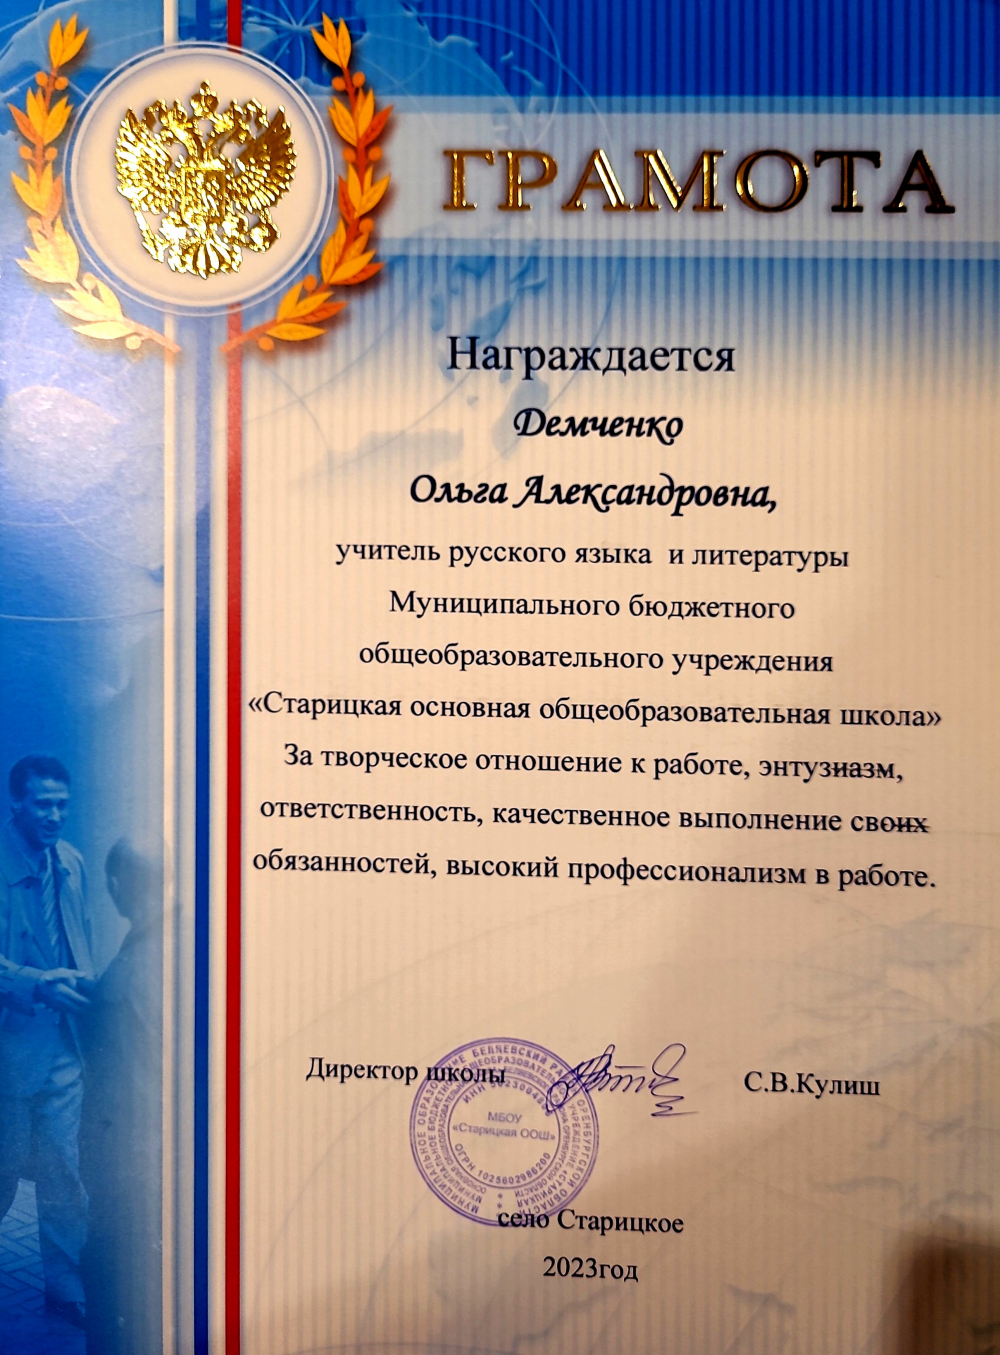 ГРАМОТА
Награждается
Демченко
Ольга Александровна,
учитель русского языка и литературы
Муниципального бюджетного
общеобразовательного учреждения
«Старицкая основная общеобразовательная школа»
За творческое отношение к работе, энтузиазм,
ответственность, качественное выполнение своих
обязанностей, высокий профессионализм в работе.
Директор школы
С.В.Кулиш
МБОУ
«Старицкая ООШ»
ОГРН 1025602986200
село Старицкое
2023год